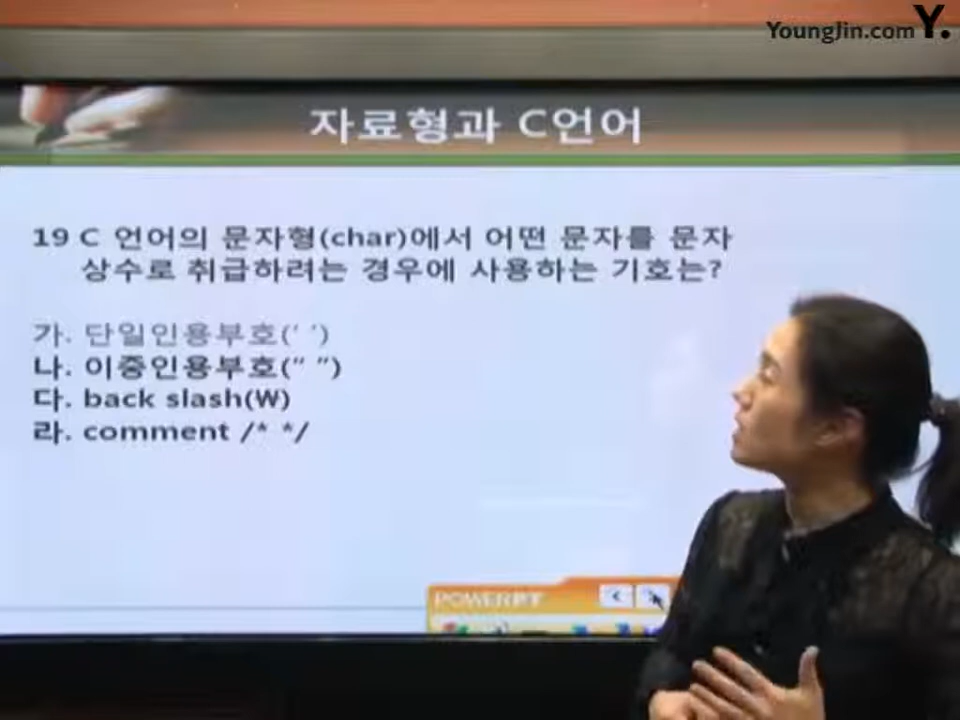 YoungJin.com Y.
자료형과 C언어
19 C 언어의 문자형(char)에서 어떤 문자를 문자
상수로 취급하려는 경우에 사용하는 기호는?
가. 단일인용부호(‘ ’)
나. 이중인용부호(“ ”)
다. back slash(₩)
라. comment /* */
POWERPT